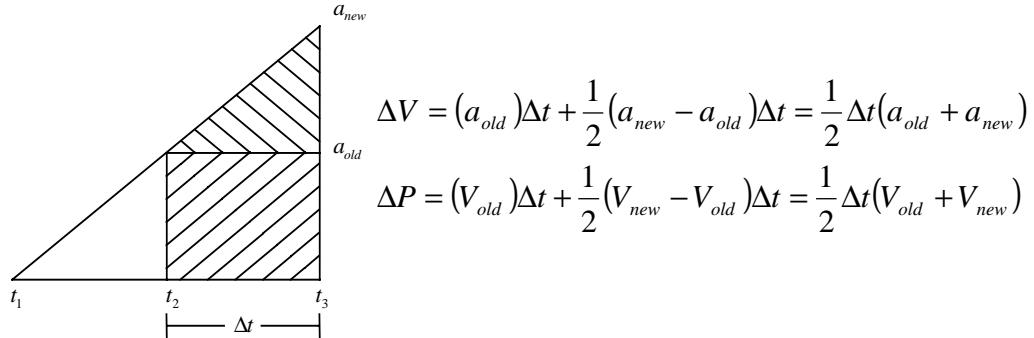 a_new
ΔV = (a_old)Δt + 1/2(a_new − a_old)Δt = 1/2 Δt(a_old + a_new)
a_old
ΔP = (V_old)Δt + 1/2(V_new − V_old)Δt = 1/2 Δt(V_old + V_new)
t_1 t_2 t_3
Δt